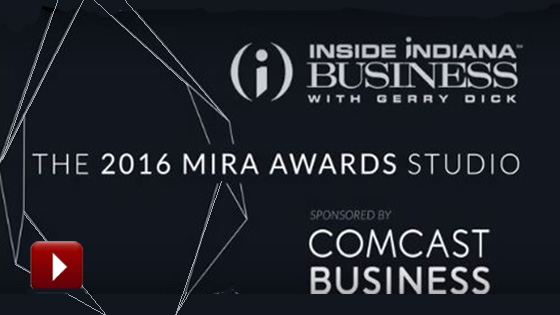 INSIDE INDIANA™
BUSINESS
WITH GERRY DICK
THE 2016 MIRA AWARDS STUDIO
SPONSORED BY
COMCAST
BUSINESS